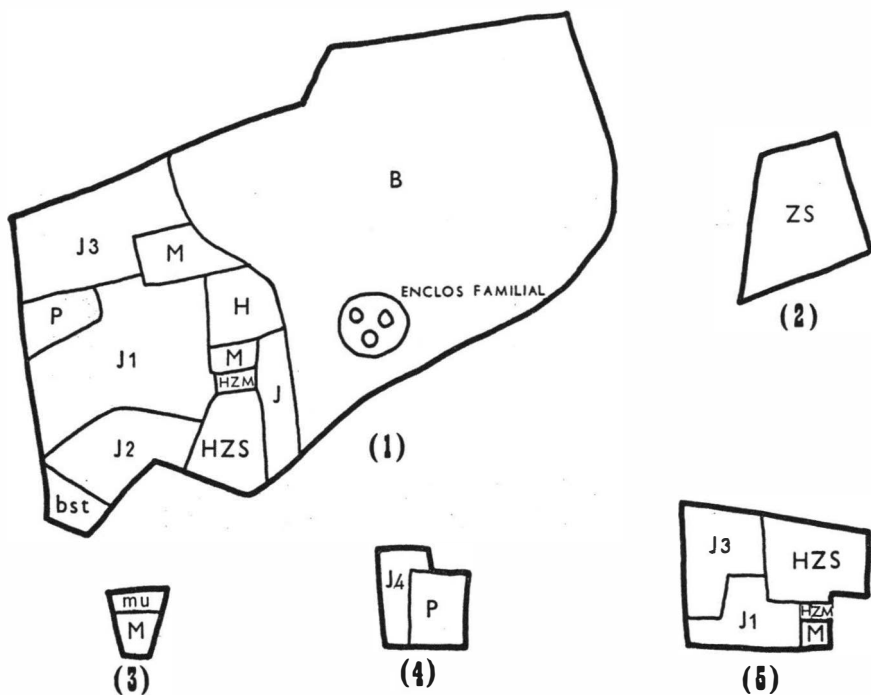 B
J3
M
ENCLOS FAMILIAL
P
H
J1
M
HZM
J
J2
HZS
bst
(1)
ZS
(2)
mu
M
(3)
J4
P
(4)
J3
HZS
J1
HZM
M
(5)